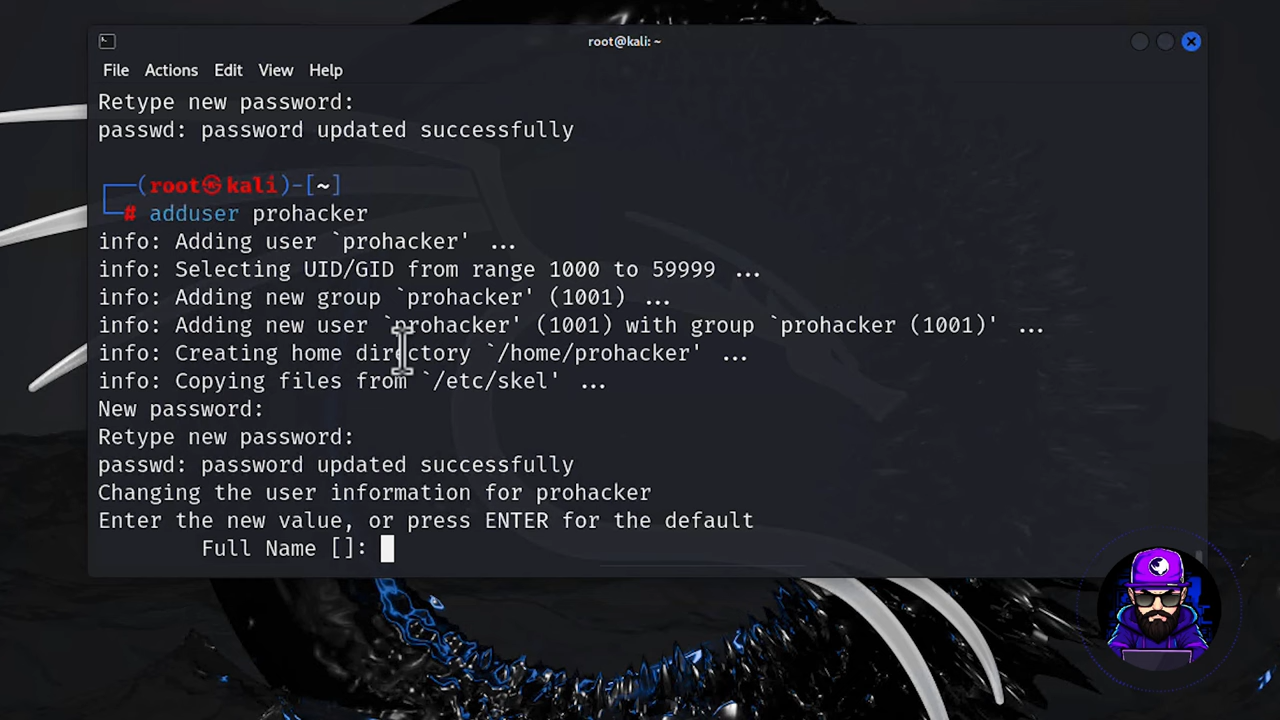 root@kali: ~
File Actions Edit View Help
Retype new password:
passwd: password updated successfully
┌──(root㉿kali)-[~]
└─# adduser prohacker
info: Adding user `prohacker' ...
info: Selecting UID/GID from range 1000 to 59999 ...
info: Adding new group `prohacker' (1001) ...
info: Adding new user `prohacker' (1001) with group `prohacker (1001)' ...
info: Creating home directory `/home/prohacker' ...
info: Copying files from `/etc/skel' ...
New password:
Retype new password:
passwd: password updated successfully
Changing the user information for prohacker
Enter the new value, or press ENTER for the default
Full Name []: